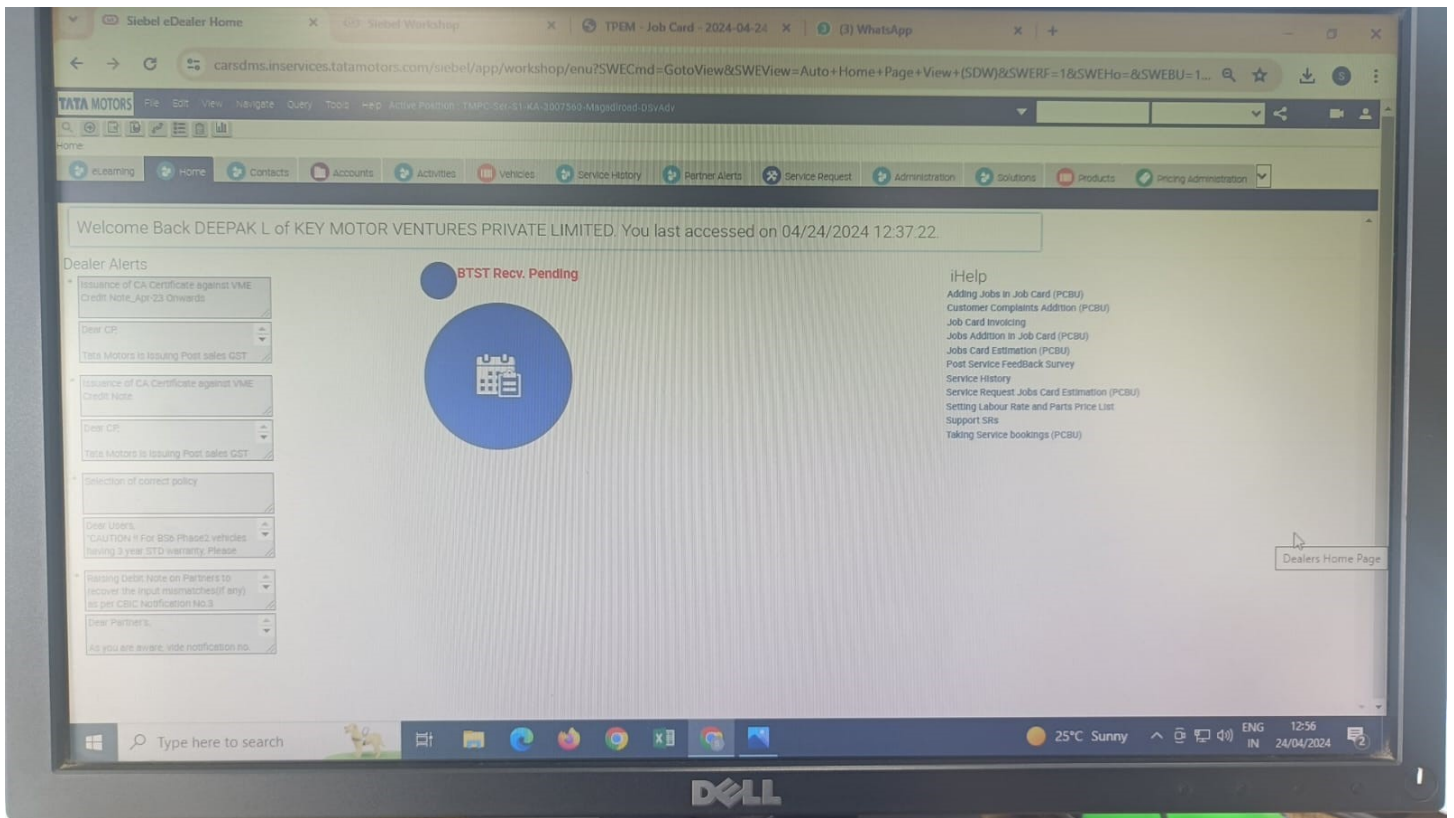 Siebel eDealer Home
Siebel Workshop
TPEM - Job Card - 2024-04-24
(3) WhatsApp
carsdms.inservices.tatamotors.com/siebel/app/workshop/enu?SWECmd=GotoView&SWEView=Auto+Home+Page+View+(SDW)&SWERF=1&SWEHo=&SWEBU=1...
S
TATA MOTORS File Edit View Navigate Query Tools Help Active Position : TMPC-Ser-S1-KA-3007560-Magadiroad-DSvAdv
Home
eLearning Home Contacts Accounts Activities Vehicles Service History Partner Alerts Service Request Administration Solutions Products Pricing Administration
Welcome Back DEEPAK L of KEY MOTOR VENTURES PRIVATE LIMITED. You last accessed on 04/24/2024 12:37:22.
Dealer Alerts
Issuance of CA Certificate against VME
Credit Note_Apr-23 Onwards
Dear CP,
Tata Motors is issuing Post sales GST
Issuance of CA Certificate against VME
Credit Note
Dear CP,
Tata Motors is issuing Post sales GST
Selection of correct policy
Dear Users,
"CAUTION !! For BS6 Phase2 vehicles
having 3 year STD warranty, Please
Raising Debit Note on Partners to
recover the input mismatches(if any)
as per CBIC Notification No.3
Dear Partner's,
As you are aware, vide notification no.
BTST Recv. Pending
iHelp
Adding Jobs in Job Card (PCBU)
Customer Complaints Addition (PCBU)
Job Card Invoicing
Jobs Addition in Job Card (PCBU)
Jobs Card Estimation (PCBU)
Post Service FeedBack Survey
Service History
Service Request Jobs Card Estimation (PCBU)
Setting Labour Rate and Parts Price List
Support SRs
Taking Service bookings (PCBU)
Dealers Home Page
Type here to search
25°C Sunny
ENG
IN
12:56
24/04/2024
2
DELL